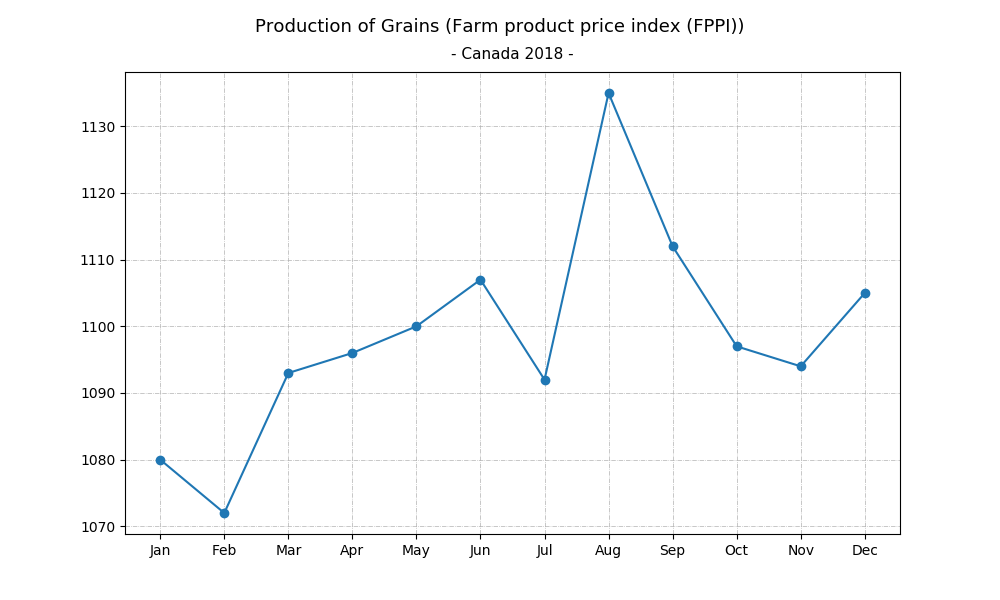 Production of Grains (Farm product price index (FPPI))
- Canada 2018 -
1130
1120
1110
1100
1090
1080
1070
Jan Feb Mar Apr May Jun Jul Aug Sep Oct Nov Dec